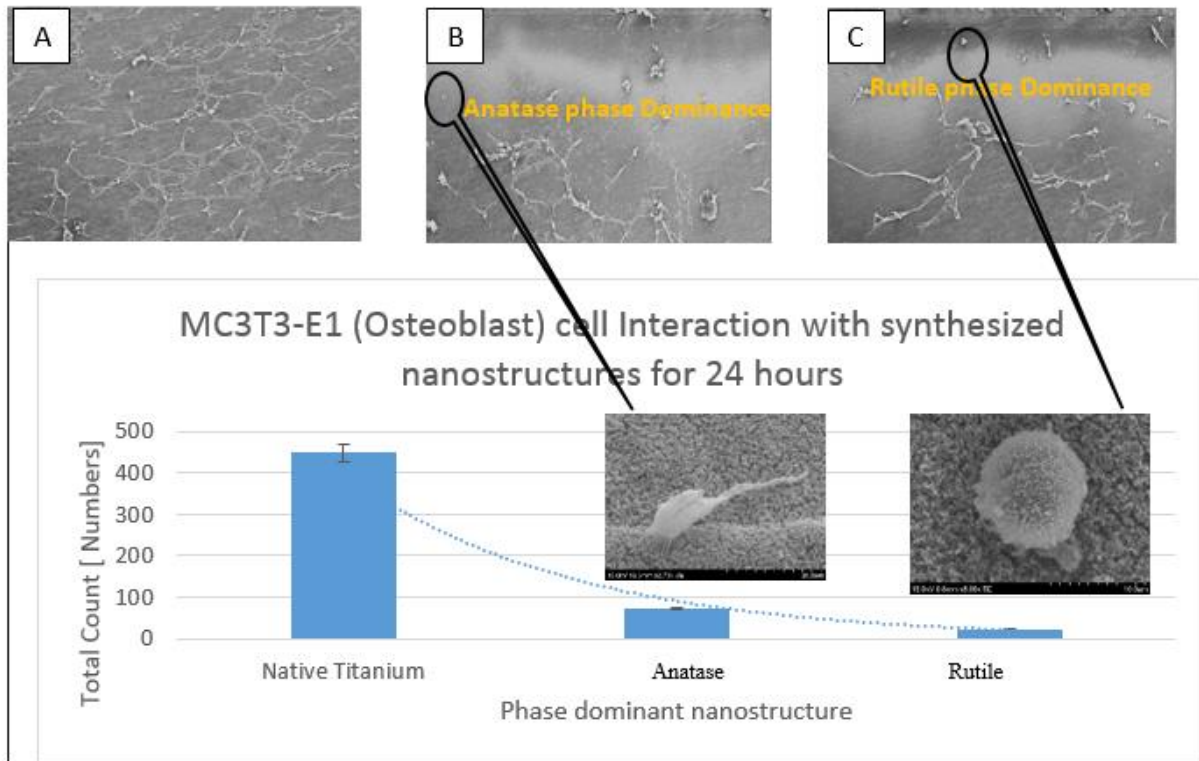 A
B
C
Anatase phase Dominance
Rutile phase Dominance
MC3T3-E1 (Osteoblast) cell Interaction with synthesized
nanostructures for 24 hours
Total Count [ Numbers]
500
400
300
200
100
0
Native Titanium
Anatase
Rutile
Phase dominant nanostructure